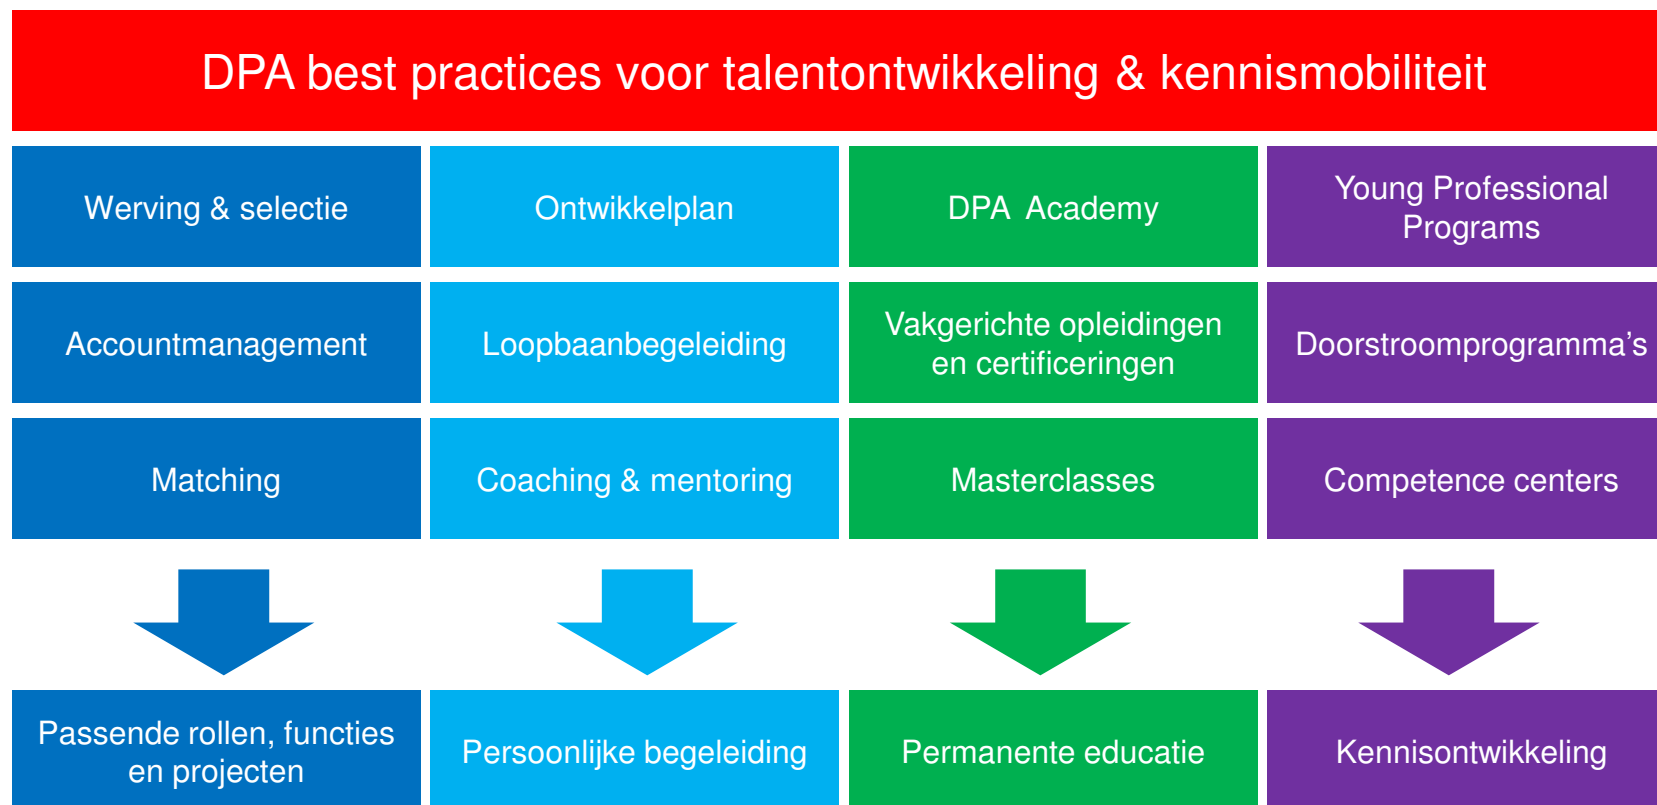 DPA best practices voor talentontwikkeling & kennismobiliteit
Werving & selectie
Ontwikkelplan
DPA Academy
Young Professional
Programs
Accountmanagement
Loopbaanbegeleiding
Vakgerichte opleidingen
en certificeringen
Doorstroomprogramma’s
Matching
Coaching & mentoring
Masterclasses
Competence centers
Passende rollen, functies
en projecten
Persoonlijke begeleiding
Permanente educatie
Kennisontwikkeling